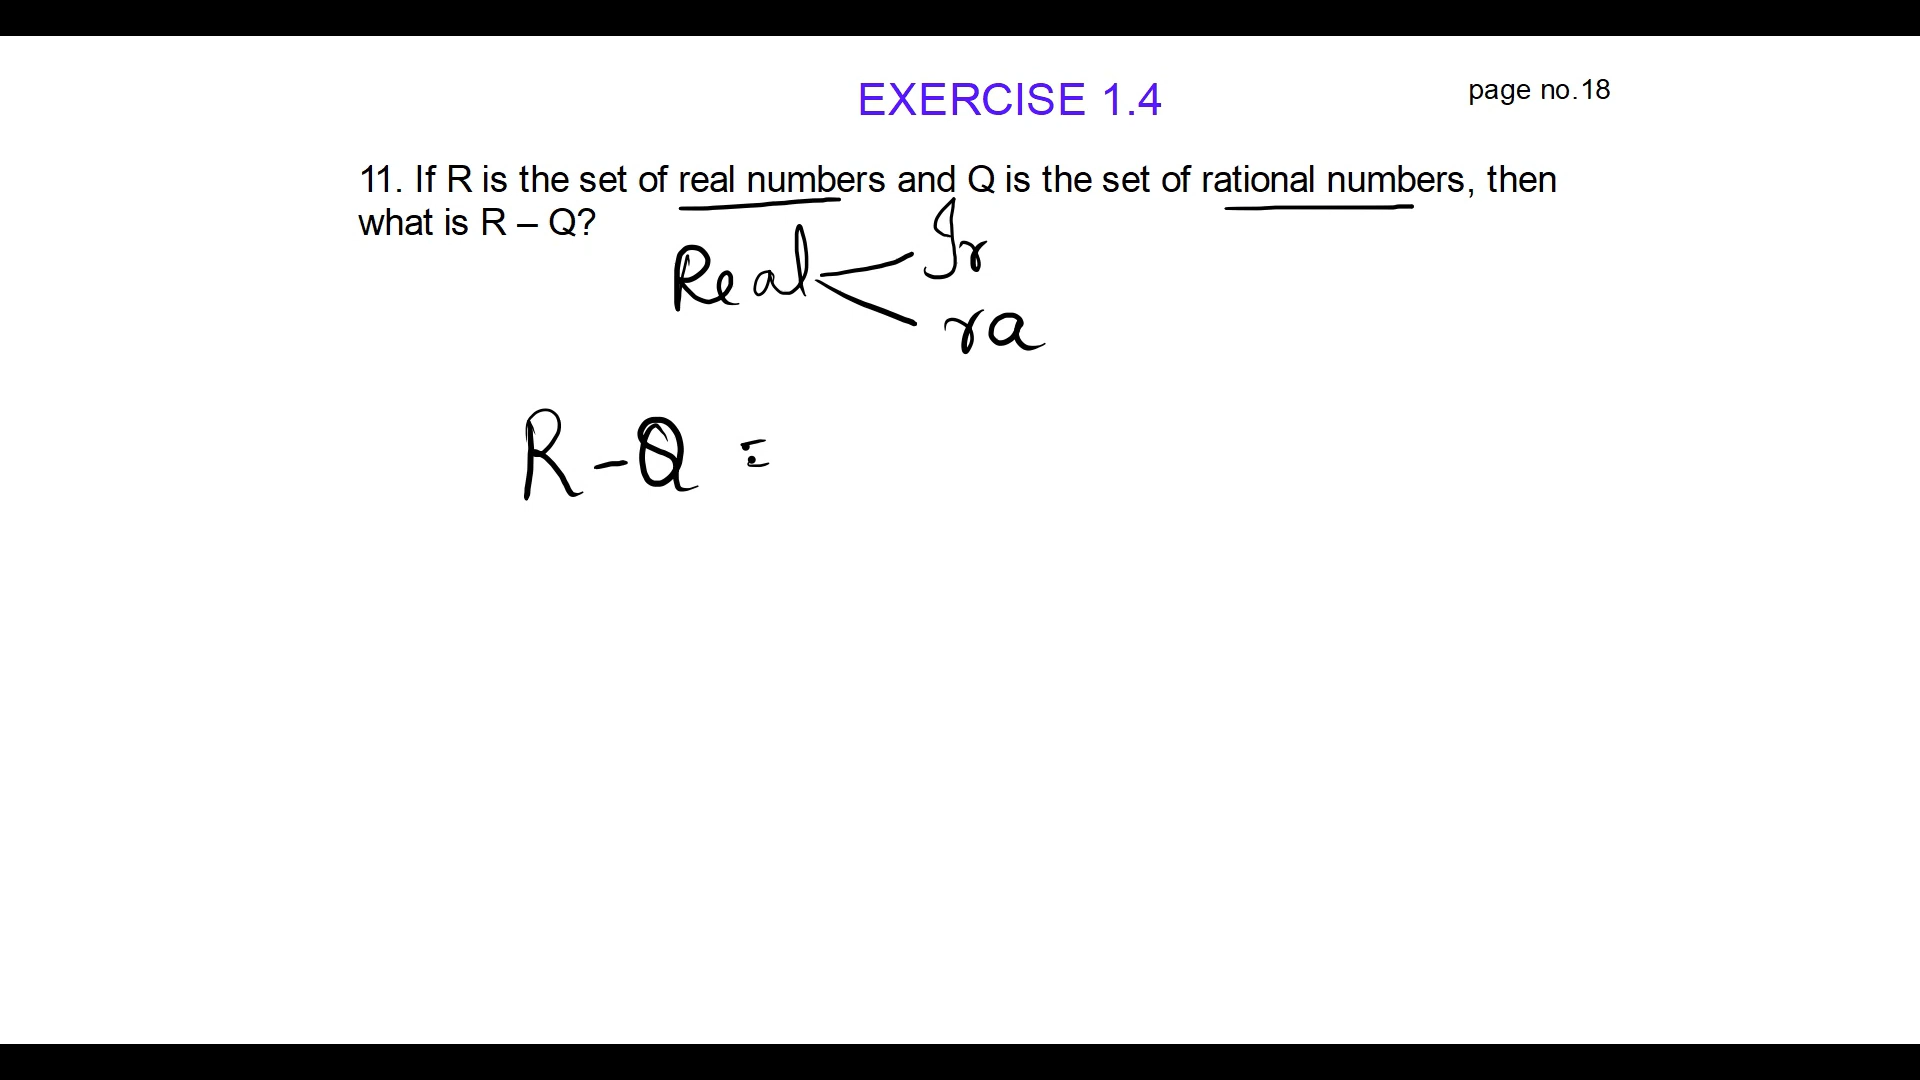 EXERCISE 1.4
page no.18
11. If R is the set of real numbers and Q is the set of rational numbers, then
what is R – Q?
Real
Ir
ra
R - Q =